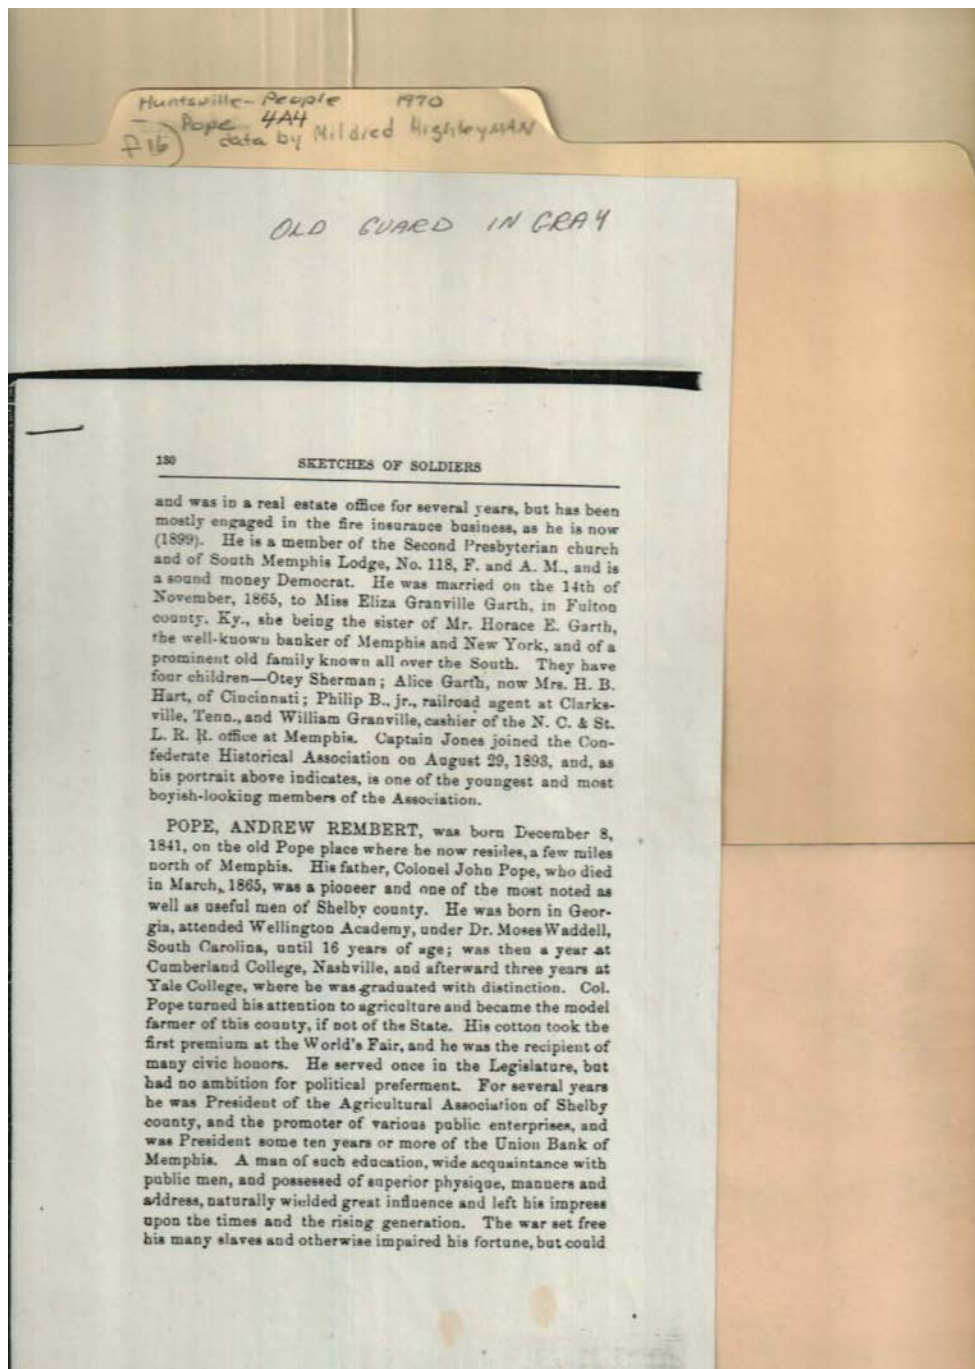 Huntsville - People 1970
Pope 4A4
P16) data by Mildred Highleyman
OLD GUARD IN GRAY
130 SKETCHES OF SOLDIERS
and was in a real estate office for several years, but has been
mostly engaged in the fire insurance business, as he is now
(1899). He is a member of the Second Presbyterian church
and of South Memphis Lodge, No. 118, F. and A. M., and is
a sound money Democrat. He was married on the 14th of
November, 1865, to Miss Eliza Granville Garth, in Fulton
county, Ky., she being the sister of Mr. Horace E. Garth,
the well-known banker of Memphis and New York, and of a
prominent old family known all over the South. They have
four children—Otey Sherman; Alice Garth, now Mrs. H. B.
Hart, of Cincinnati; Philip B., jr., railroad agent at Clarks-
ville, Tenn., and William Granville, cashier of the N. C. & St.
L. R. R. office at Memphis. Captain Jones joined the Con-
federate Historical Association on August 29, 1893, and, as
his portrait above indicates, is one of the youngest and most
boyish-looking members of the Association.
POPE, ANDREW REMBERT, was born December 8,
1841, on the old Pope place where he now resides, a few miles
north of Memphis. His father, Colonel John Pope, who died
in March, 1865, was a pioneer and one of the most noted as
well as useful men of Shelby county. He was born in Geor-
gia, attended Wellington Academy, under Dr. Moses Waddell,
South Carolina, until 16 years of age; was then a year at
Cumberland College, Nashville, and afterward three years at
Yale College, where he was graduated with distinction. Col.
Pope turned his attention to agriculture and became the model
farmer of this county, if not of the State. His cotton took the
first premium at the World's Fair, and he was the recipient of
many civic honors. He served once in the Legislature, but
had no ambition for political preferment. For several years
he was President of the Agricultural Association of Shelby
county, and the promoter of various public enterprises, and
was President some ten years or more of the Union Bank of
Memphis. A man of such education, wide acquaintance with
public men, and possessed of superior physique, manners and
address, naturally wielded great influence and left his impress
upon the times and the rising generation. The war set free
his many slaves and otherwise impaired his fortune, but could